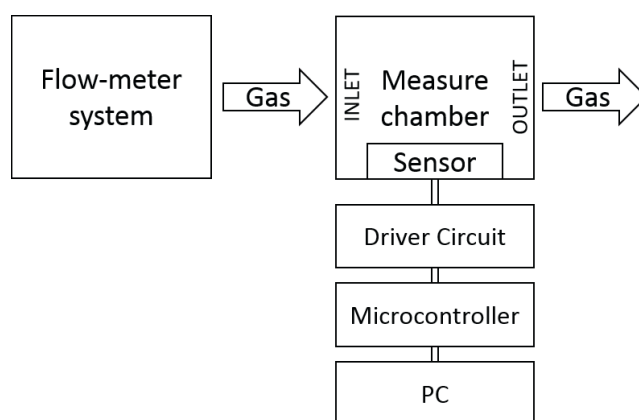 Flow-meter
system
Gas
INLET
Measure
chamber
OUTLET
Gas
Sensor
Driver Circuit
Microcontroller
PC